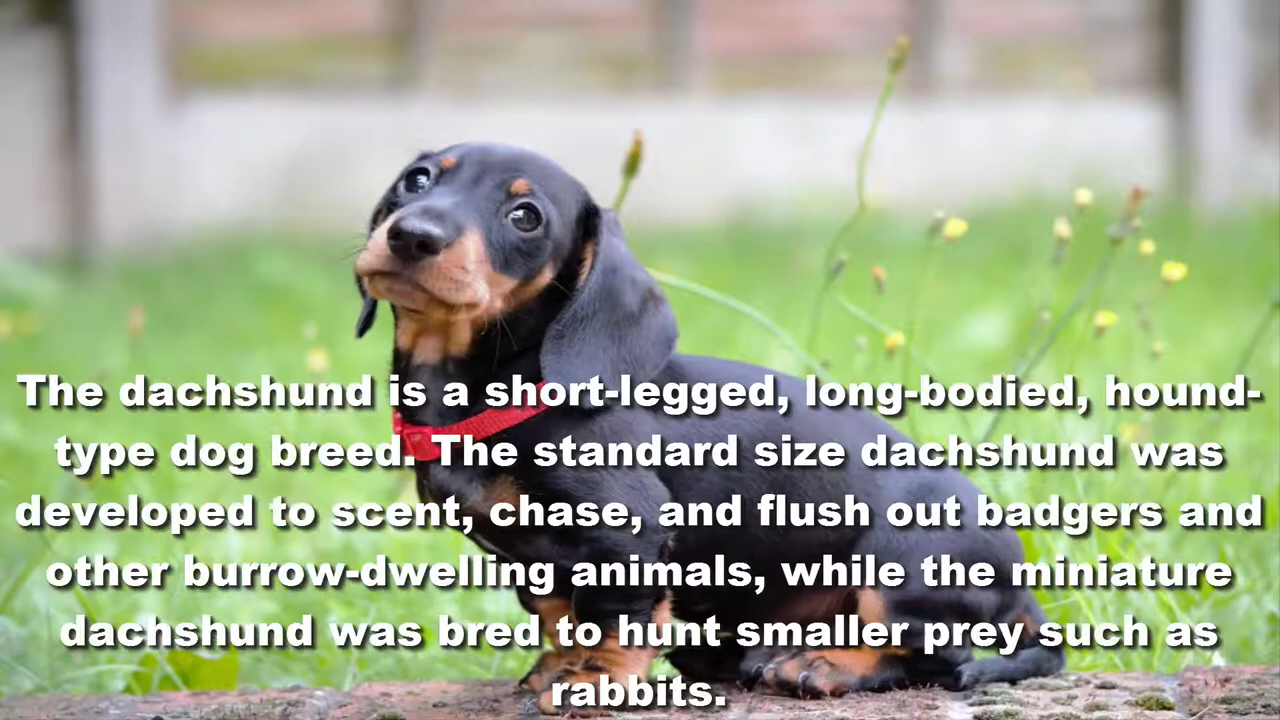 The dachshund is a short-legged, long-bodied, hound-
type dog breed. The standard size dachshund was
developed to scent, chase, and flush out badgers and
other burrow-dwelling animals, while the miniature
dachshund was bred to hunt smaller prey such as
rabbits.